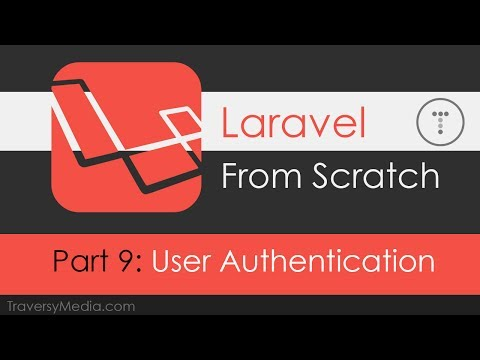 Laravel
From Scratch
Part 9: User Authentication
TraversyMedia.com